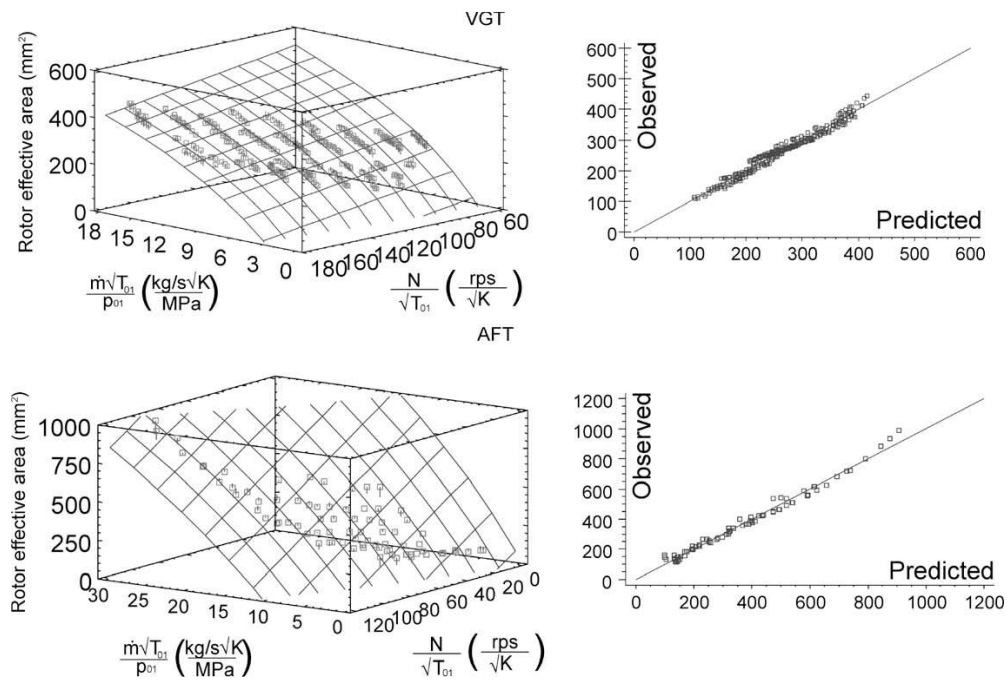 VGT
Rotor effective area (mm²)
600
400
200
0
18 15 12 9 6 3 0
180 160 140 120 100 80 60
ṁ√T₀₁ / p₀₁ (kg/s√K / MPa)
N / √T₀₁ (rps / √K)
Observed
600
500
400
300
200
100
0
Predicted
0 100 200 300 400 500 600
AFT
Rotor effective area (mm²)
1000
750
500
250
0
30 25 20 15 10 5 0
120 100 80 60 40 20 0
ṁ√T₀₁ / p₀₁ (kg/s√K / MPa)
N / √T₀₁ (rps / √K)
Observed
1200
1000
800
600
400
200
0
Predicted
0 200 400 600 800 1000 1200